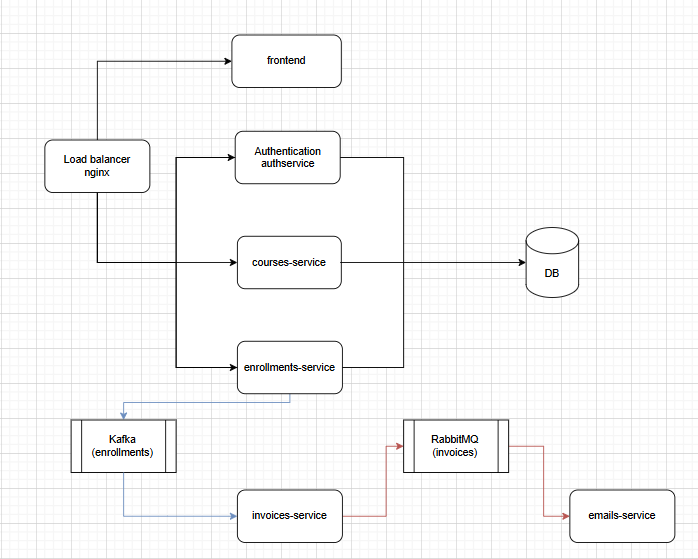 frontend
Load balancer
nginx
Authentication
authservice
courses-service
DB
enrollments-service
Kafka
(enrollments)
RabbitMQ
(invoices)
invoices-service
emails-service